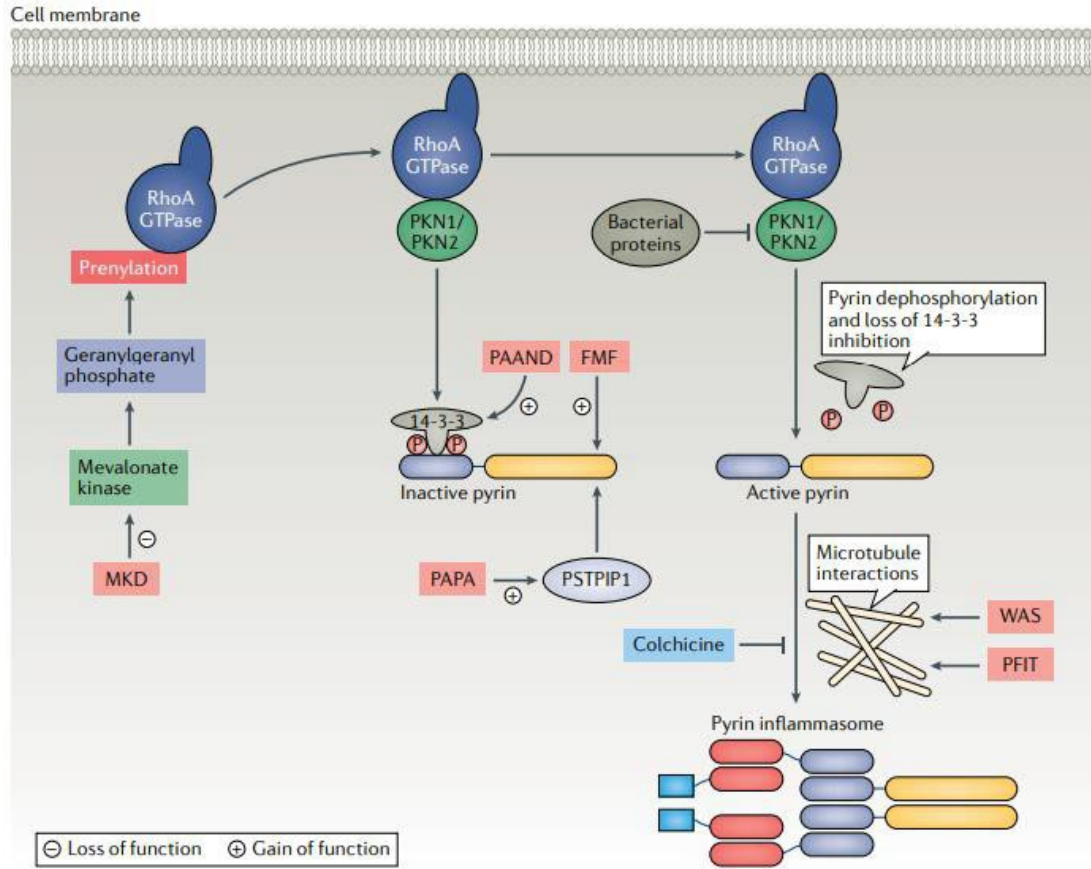 Cell membrane
RhoA
GTPase
RhoA
GTPase
RhoA
GTPase
PKN1/
PKN2
Bacterial
proteins
PKN1/
PKN2
Prenylation
Pyrin dephosphorylation
and loss of 14-3-3
inhibition
Geranylgeranyl
phosphate
PAAND
FMF
+
+
14-3-3
P
P
P
P
Mevalonate
kinase
Inactive pyrin
Active pyrin
−
MKD
PAPA
+
PSTPIP1
Microtubule
interactions
Colchicine
WAS
PFIT
Pyrin inflammasome
− Loss of function + Gain of function